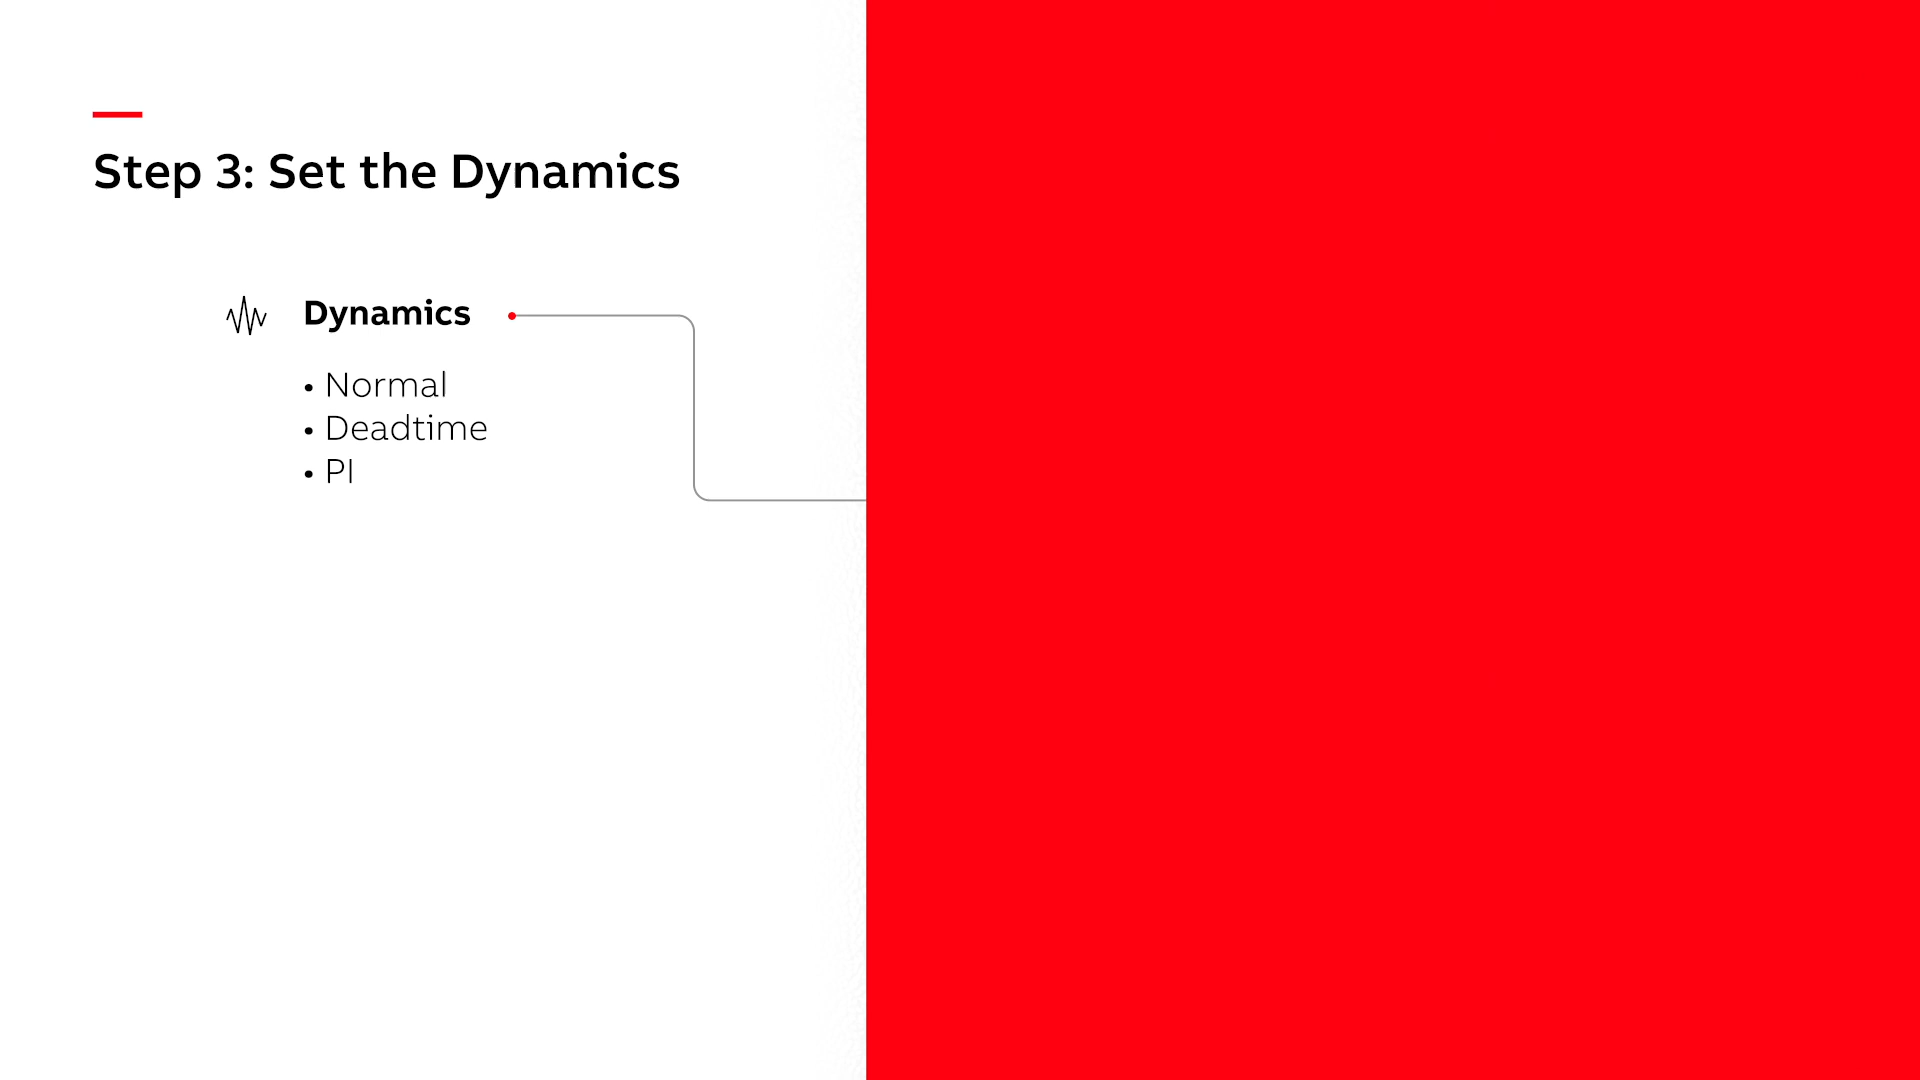 Step 3: Set the Dynamics
Dynamics
• Normal
• Deadtime
• PI